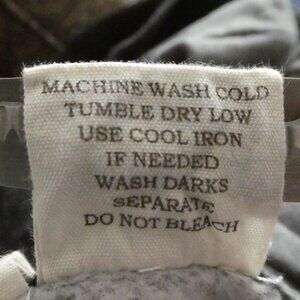 MACHINE WASH COLD
TUMBLE DRY LOW
USE COOL IRON
IF NEEDED
WASH DARKS
SEPARATE
DO NOT BLEACH